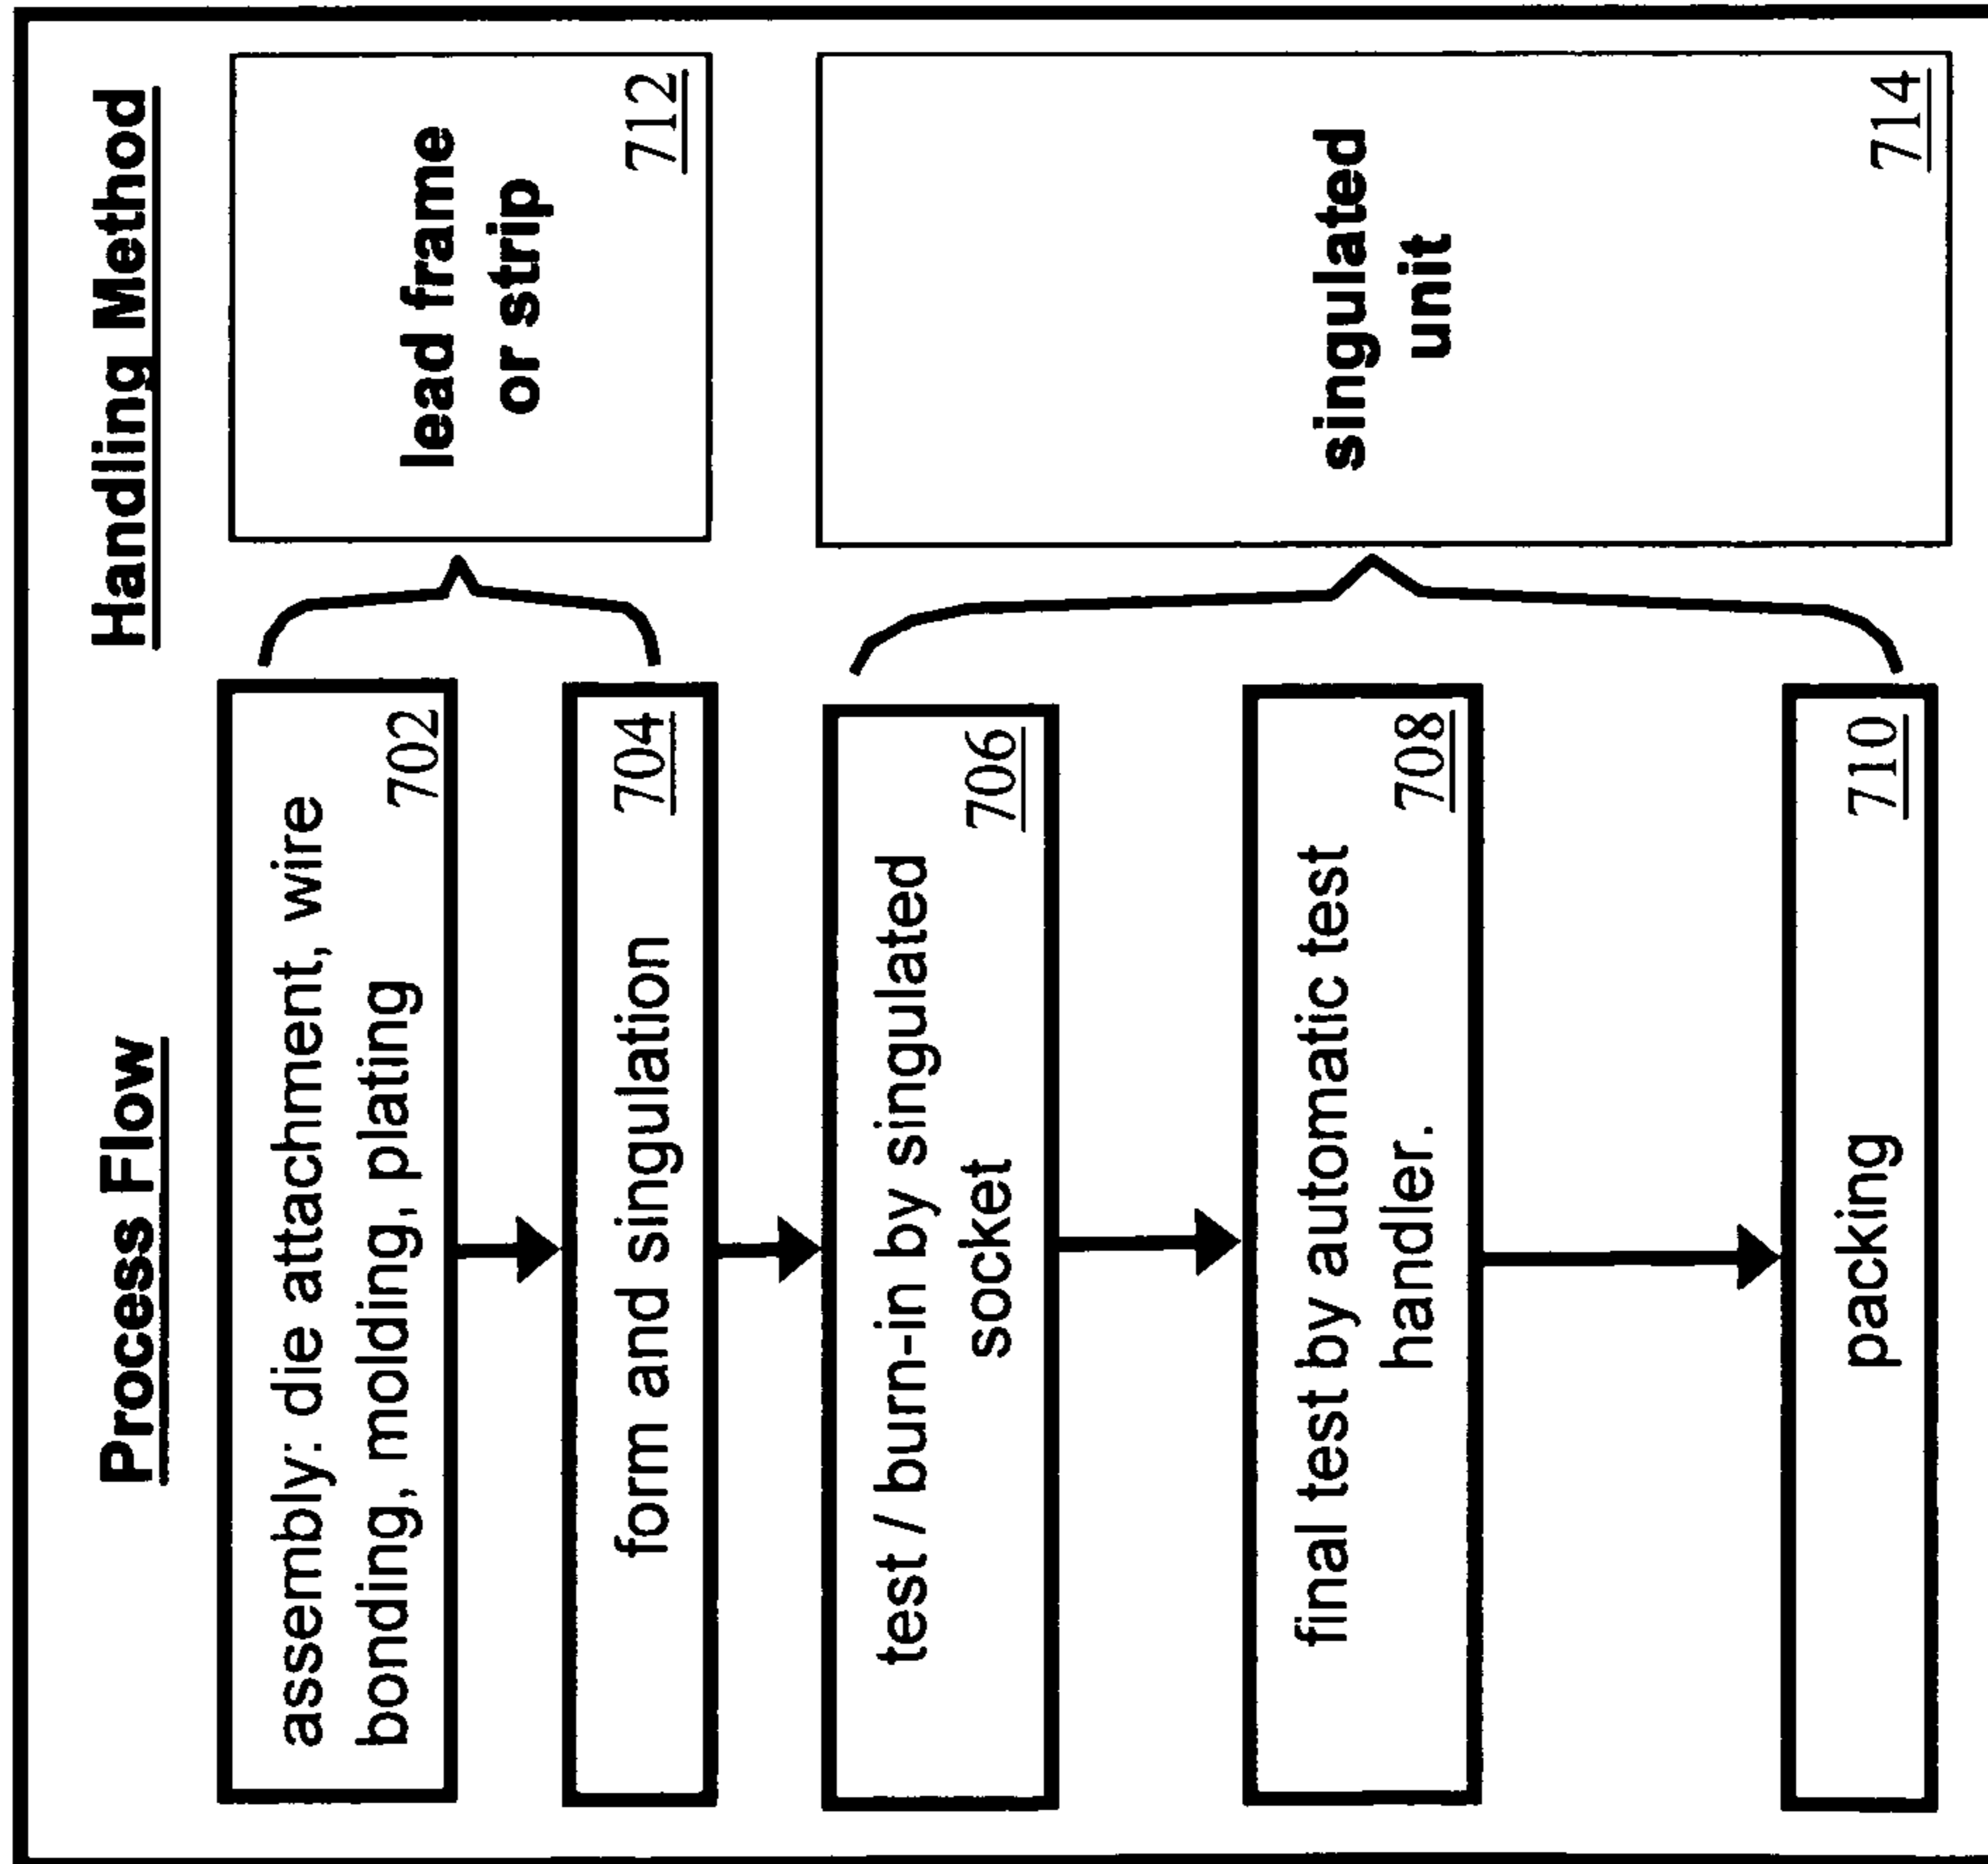 Process Flow
Handling Method
assembly: die attachment, wire
bonding, molding, plating
702
form and singulation
704
test / burn-in by singulated
socket
706
final test by automatic test
handler.
708
packing
710
lead frame
or strip
712
singulated
unit
714